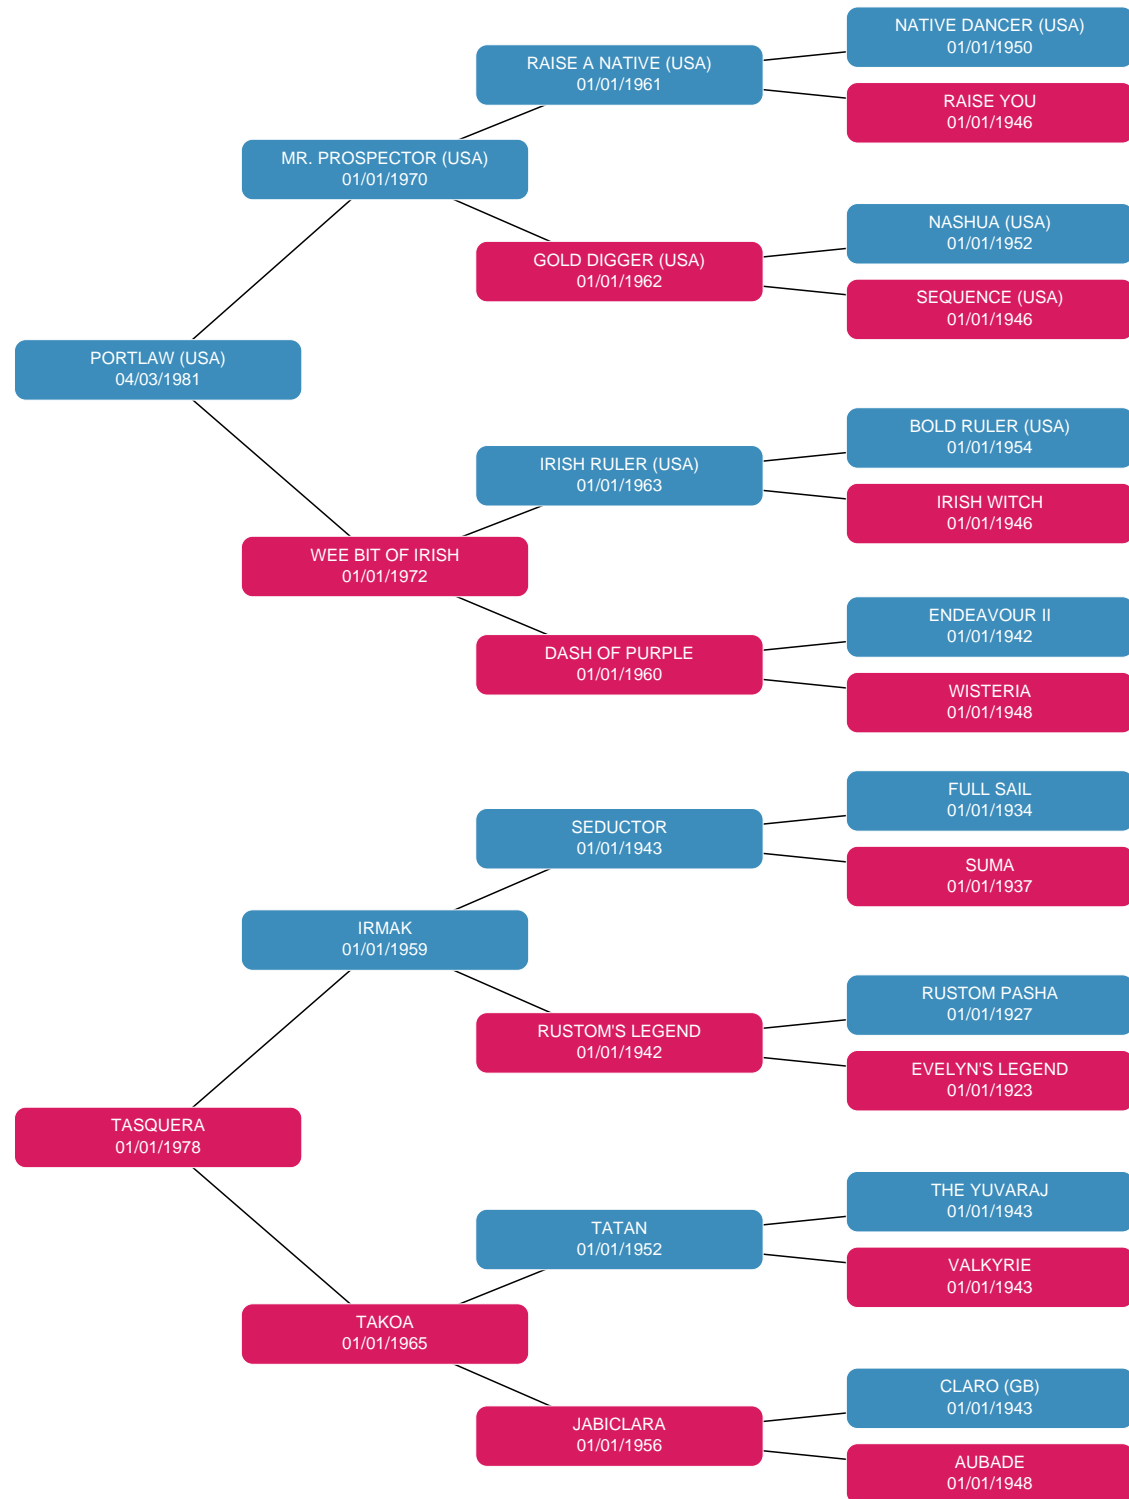 NATIVE DANCER (USA)
01/01/1950
RAISE A NATIVE (USA)
01/01/1961
RAISE YOU
01/01/1946
MR. PROSPECTOR (USA)
01/01/1970
NASHUA (USA)
01/01/1952
GOLD DIGGER (USA)
01/01/1962
SEQUENCE (USA)
01/01/1946
PORTLAW (USA)
04/03/1981
BOLD RULER (USA)
01/01/1954
IRISH RULER (USA)
01/01/1963
IRISH WITCH
01/01/1946
WEE BIT OF IRISH
01/01/1972
ENDEAVOUR II
01/01/1942
DASH OF PURPLE
01/01/1960
WISTERIA
01/01/1948
FULL SAIL
01/01/1934
SEDUCTOR
01/01/1943
SUMA
01/01/1937
IRMAK
01/01/1959
RUSTOM PASHA
01/01/1927
RUSTOM'S LEGEND
01/01/1942
EVELYN'S LEGEND
01/01/1923
TASQUERA
01/01/1978
THE YUVARAJ
01/01/1943
TATAN
01/01/1952
VALKYRIE
01/01/1943
TAKOA
01/01/1965
CLARO (GB)
01/01/1943
JABICLARA
01/01/1956
AUBADE
01/01/1948